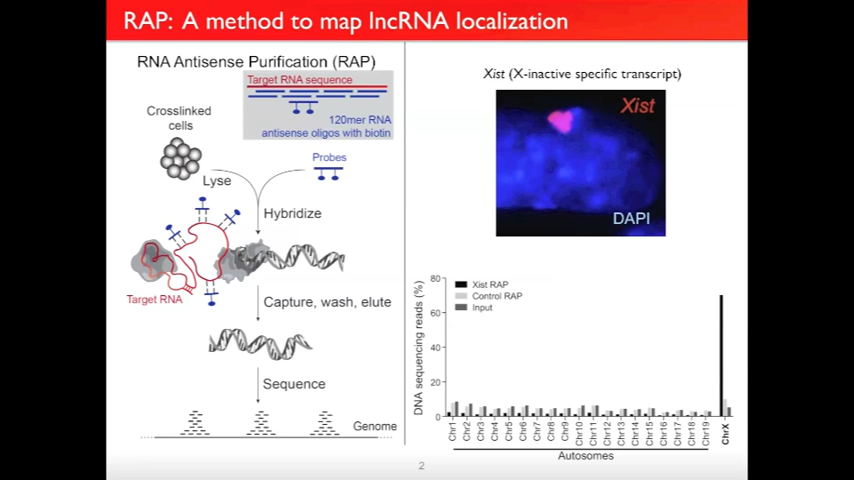 RAP: A method to map lncRNA localization
RNA Antisense Purification (RAP)
Target RNA sequence
120mer RNA
antisense oligos with biotin
Crosslinked
cells
Probes
Lyse
Hybridize
Target RNA
Capture, wash, elute
Sequence
Genome
Xist (X-inactive specific transcript)
Xist
DAPI
DNA sequencing reads (%)
80
60
40
20
0
Xist RAP
Control RAP
Input
Chr1
Chr2
Chr3
Chr4
Chr5
Chr6
Chr7
Chr8
Chr9
Chr10
Chr11
Chr12
Chr13
Chr14
Chr15
Chr16
Chr17
Chr18
Chr19
ChrX
Autosomes
2